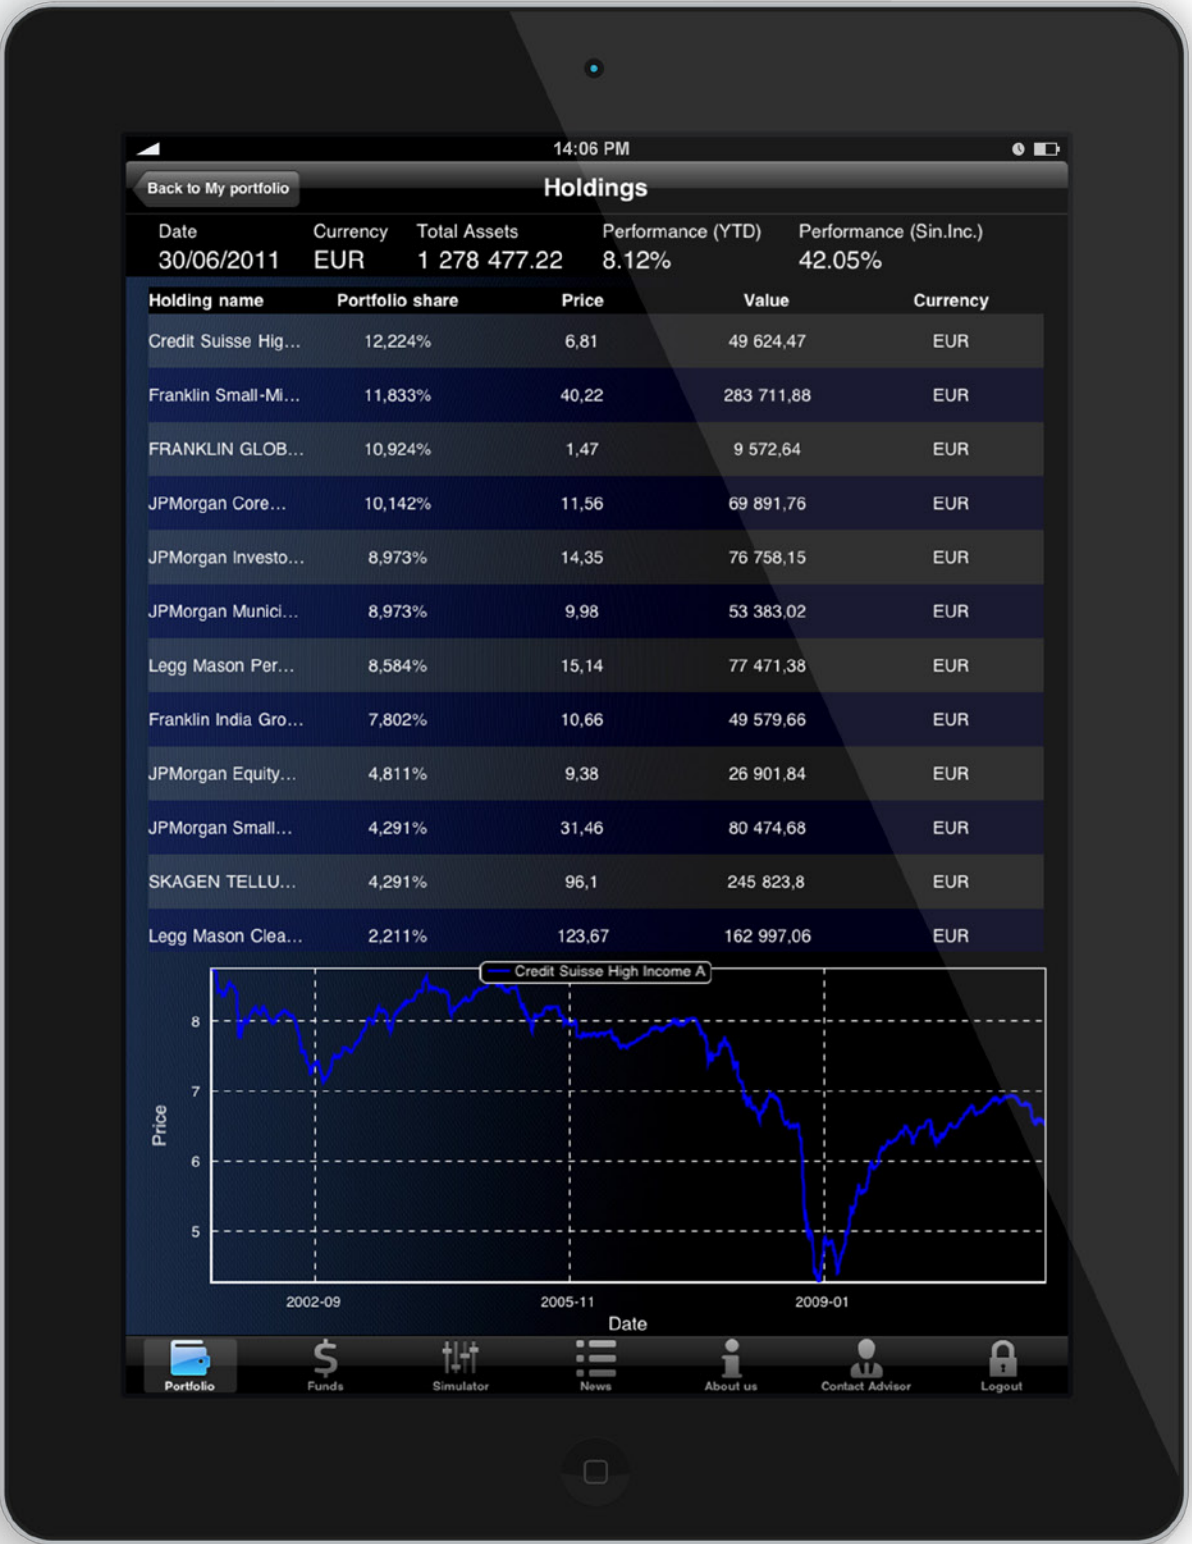 14:06 PM
Back to My portfolio
Holdings
Date Currency Total Assets Performance (YTD) Performance (Sin.Inc.)
30/06/2011 EUR 1 278 477.22 8.12% 42.05%
Holding name Portfolio share Price Value Currency
Credit Suisse Hig... 12,224% 6,81 49 624,47 EUR
Franklin Small-Mi... 11,833% 40,22 283 711,88 EUR
FRANKLIN GLOB... 10,924% 1,47 9 572,64 EUR
JPMorgan Core... 10,142% 11,56 69 891,76 EUR
JPMorgan Investo... 8,973% 14,35 76 758,15 EUR
JPMorgan Munici... 8,973% 9,98 53 383,02 EUR
Legg Mason Per... 8,584% 15,14 77 471,38 EUR
Franklin India Gro... 7,802% 10,66 49 579,66 EUR
JPMorgan Equity... 4,811% 9,38 26 901,84 EUR
JPMorgan Small... 4,291% 31,46 80 474,68 EUR
SKAGEN TELLU... 4,291% 96,1 245 823,8 EUR
Legg Mason Clea... 2,211% 123,67 162 997,06 EUR
Credit Suisse High Income A
8
7
Price
6
5
2002-09 2005-11 2009-01
Date
Portfolio Funds Simulator News About us Contact Advisor Logout